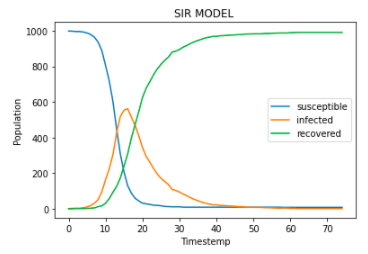 SIR MODEL
1000
800
600
400
200
0
Population
susceptible
infected
recovered
0 10 20 30 40 50 60 70
Timestemp